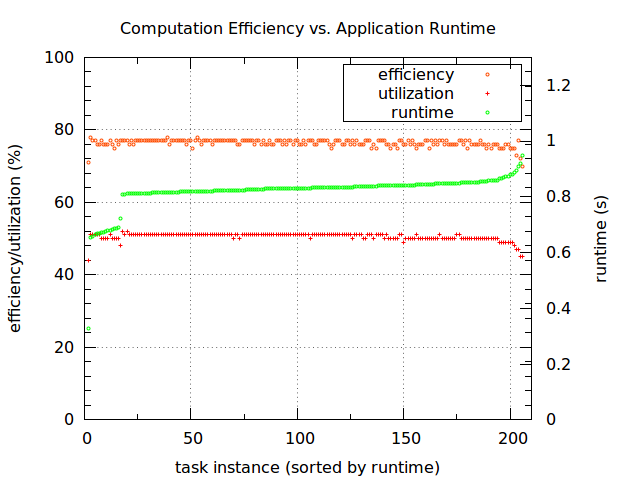 Computation Efficiency vs. Application Runtime
efficiency
utilization
runtime
100
80
60
40
20
0
1.2
1
0.8
0.6
0.4
0.2
0
0
50
100
150
200
efficiency/utilization (%)
runtime (s)
task instance (sorted by runtime)